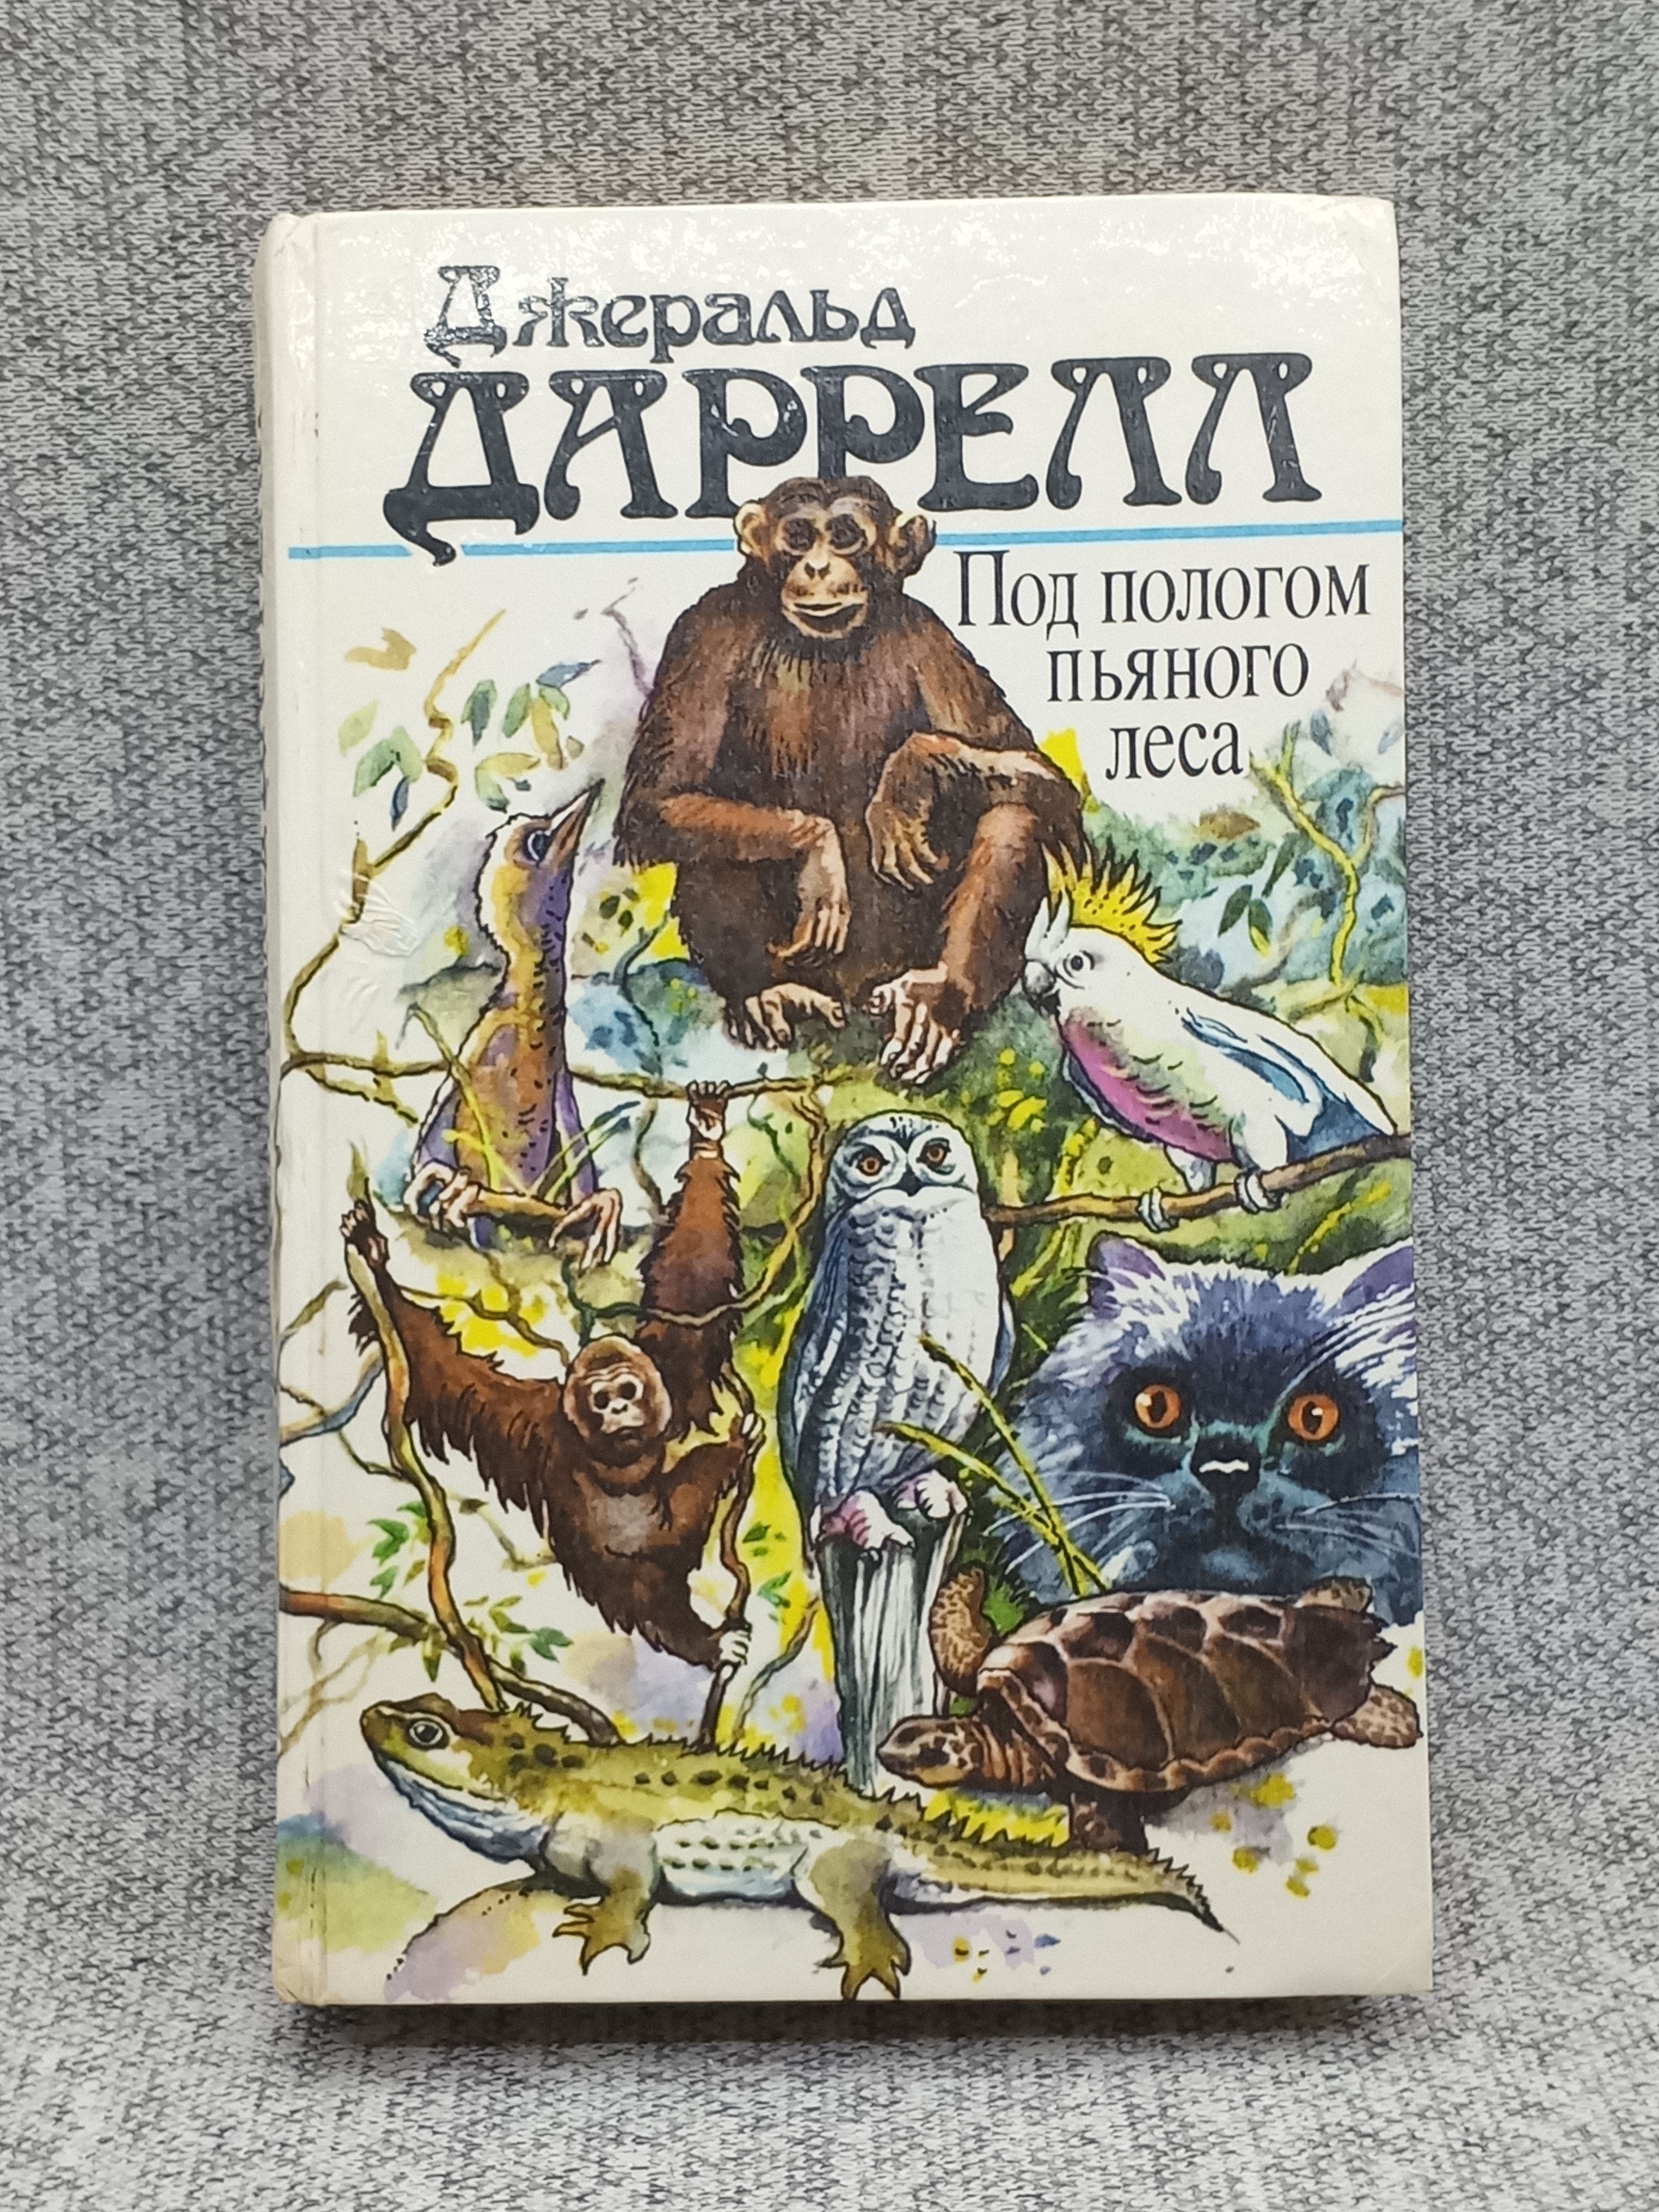 Джеральд
ДАРРЕЛЛ
Под пологом
пьяного
леса